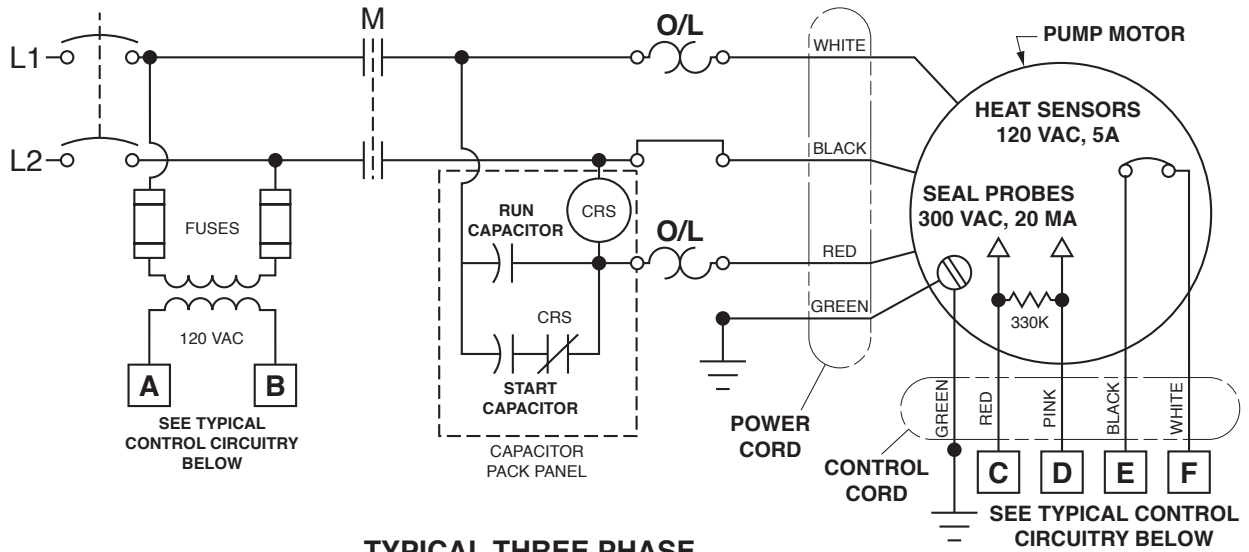 M
O/L
PUMP MOTOR
L1
WHITE
HEAT SENSORS
120 VAC, 5A
L2
BLACK
SEAL PROBES
300 VAC, 20 MA
FUSES
RUN
CAPACITOR
CRS
O/L
RED
GREEN
330K
120 VAC
CRS
A
B
START
CAPACITOR
SEE TYPICAL
CONTROL CIRCUITRY
BELOW
CAPACITOR
PACK PANEL
POWER
CORD
CONTROL
CORD
GREEN
RED
PINK
BLACK
WHITE
C
D
E
F
SEE TYPICAL CONTROL
CIRCUITRY BELOW
TYPICAL THREE PHASE